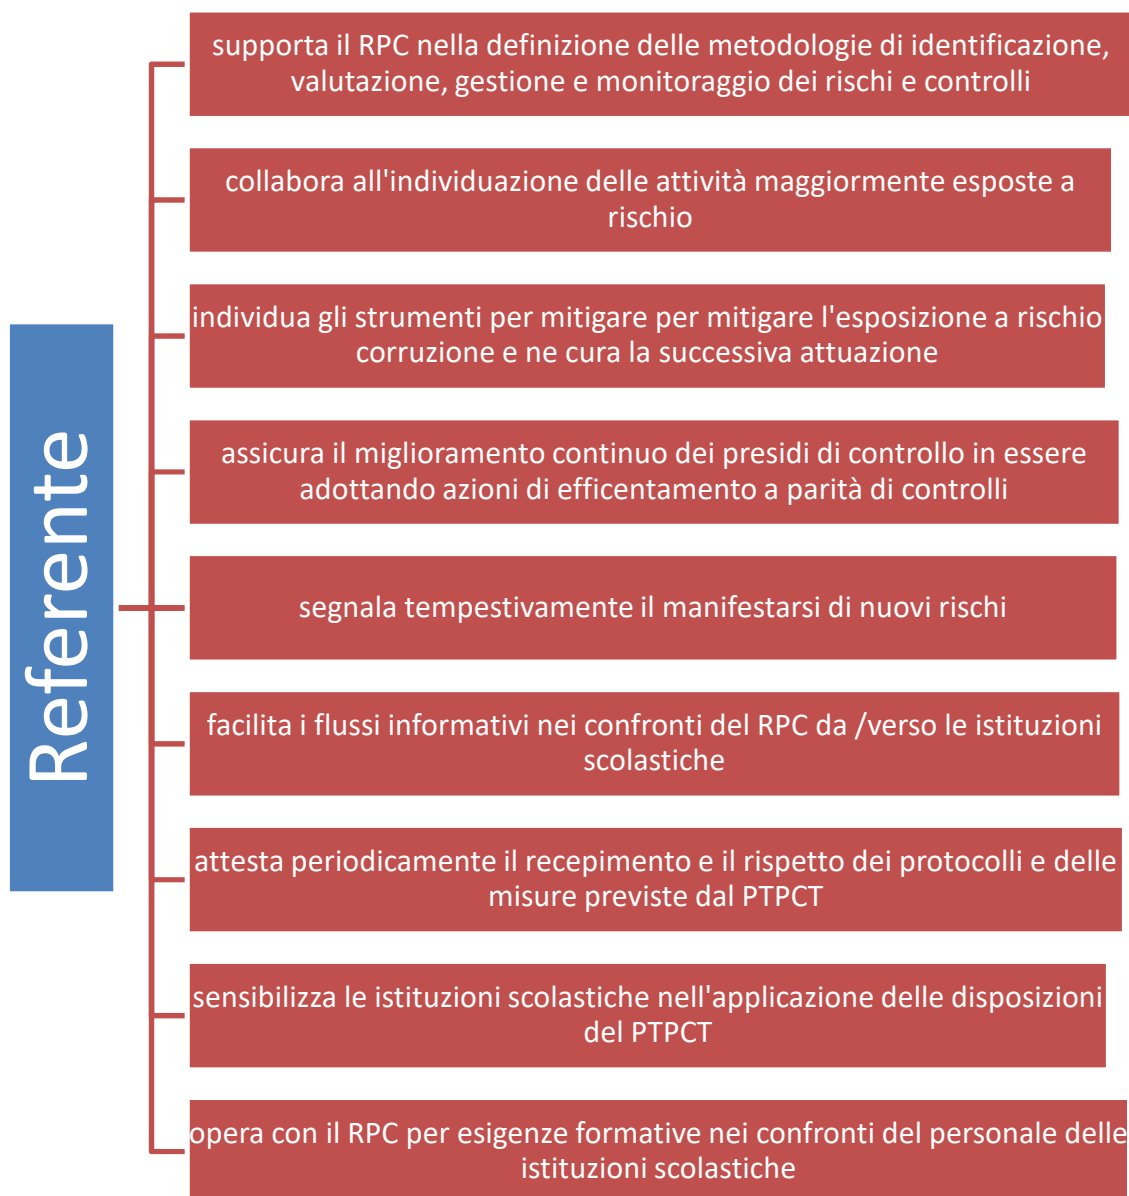 Referente
supporta il RPC nella definizione delle metodologie di identificazione,
valutazione, gestione e monitoraggio dei rischi e controlli
collabora all'individuazione delle attività maggiormente esposte a
rischio
individua gli strumenti per mitigare per mitigare l'esposizione a rischio
corruzione e ne cura la successiva attuazione
assicura il miglioramento continuo dei presidi di controllo in essere
adottando azioni di efficentamento a parità di controlli
segnala tempestivamente il manifestarsi di nuovi rischi
facilita i flussi informativi nei confronti del RPC da /verso le istituzioni
scolastiche
attesta periodicamente il recepimento e il rispetto dei protocolli e delle
misure previste dal PTPCT
sensibilizza le istituzioni scolastiche nell'applicazione delle disposizioni
del PTPCT
opera con il RPC per esigenze formative nei confronti del personale delle
istituzioni scolastiche